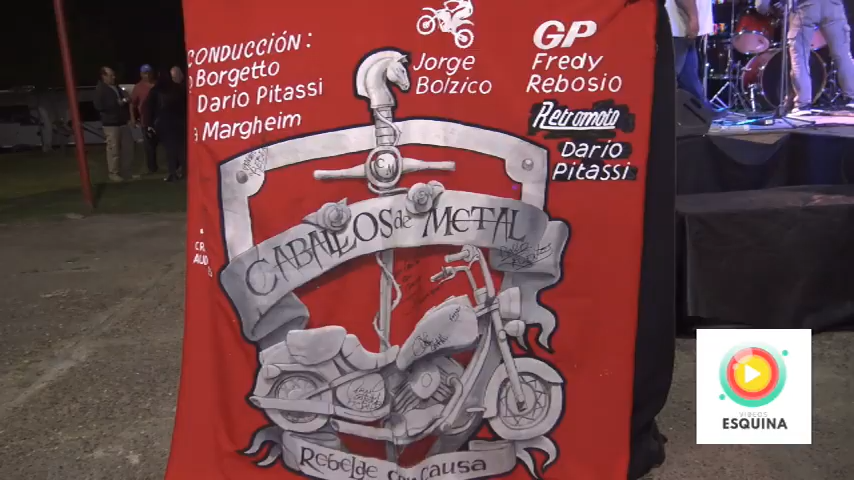 CONDUCCIÓN:
Borgetto
Dario Pitassi
Margheim
Jorge
Bolzico
GP
Fredy
Rebosio
Retromoto
Dario
Pitassi
C M
CABALLOS de METAL
Rebelde con Causa
VIDEOS
ESQUINA